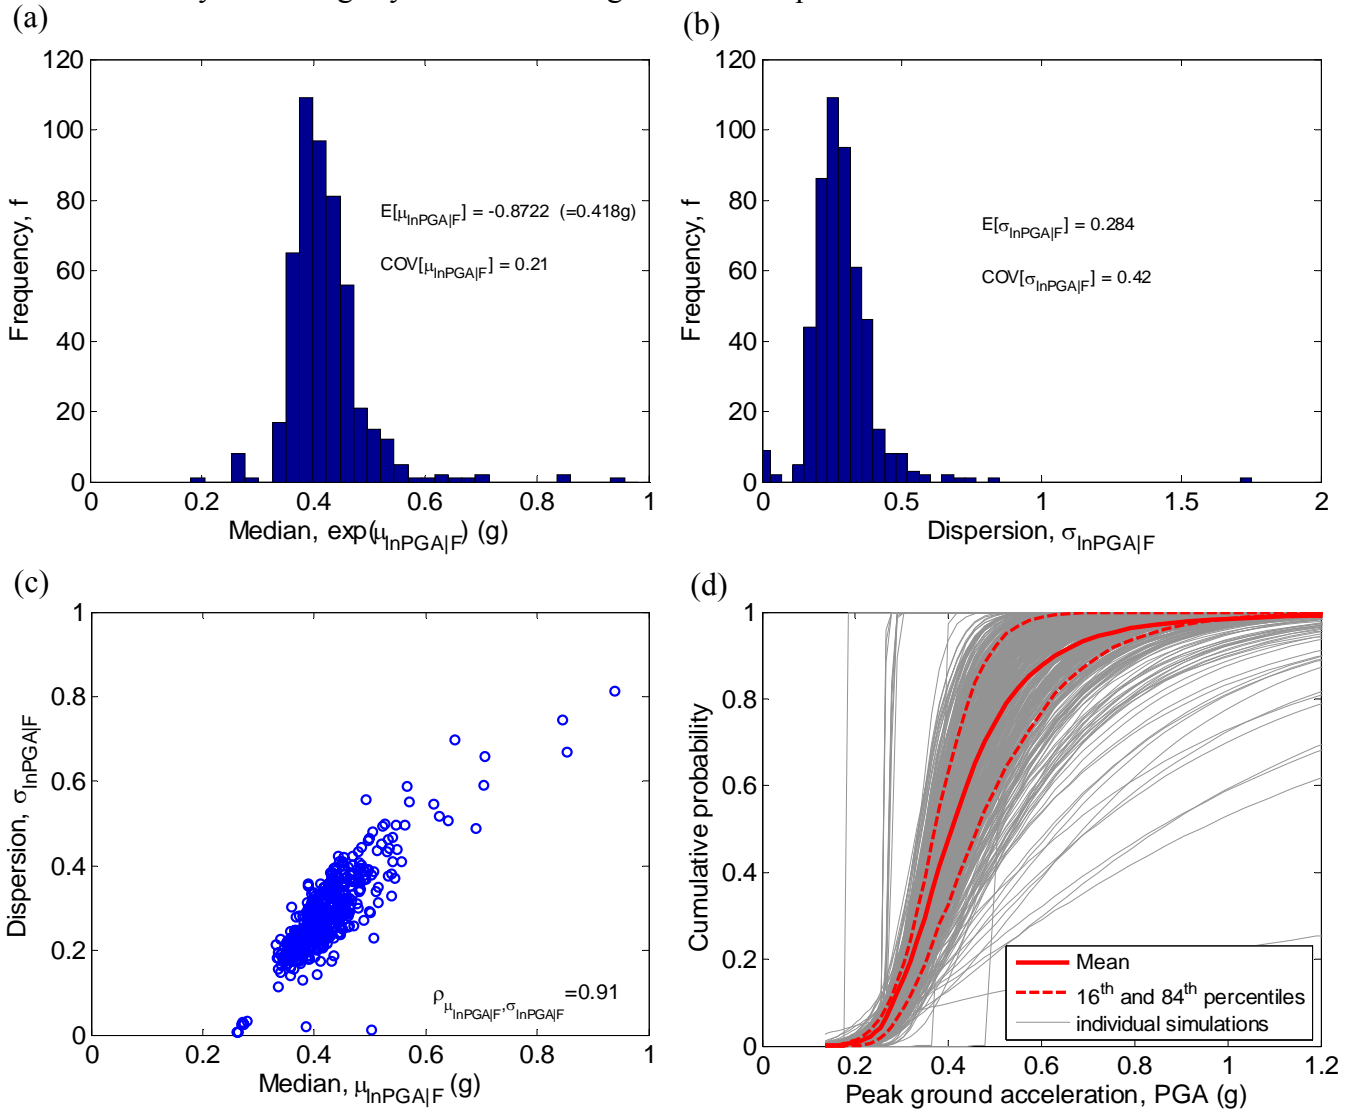 (a)
120
100
80
60
40
20
0
0 0.2 0.4 0.6 0.8 1
Frequency, f
E[μlnPGA|F] = -0.8722 (=0.418g)
COV[μlnPGA|F] = 0.21
Median, exp(μlnPGA|F) (g)
(b)
120
100
80
60
40
20
0
0 0.5 1 1.5 2
Frequency, f
E[σlnPGA|F] = 0.284
COV[σlnPGA|F] = 0.42
Dispersion, σlnPGA|F
(c)
1
0.8
0.6
0.4
0.2
0
0 0.2 0.4 0.6 0.8 1
Dispersion, σlnPGA|F
ρμlnPGA|F,σlnPGA|F=0.91
Median, μlnPGA|F (g)
(d)
1
0.8
0.6
0.4
0.2
0
0 0.2 0.4 0.6 0.8 1 1.2
Cumulative probability
Mean
16th and 84th percentiles
individual simulations
Peak ground acceleration, PGA (g)